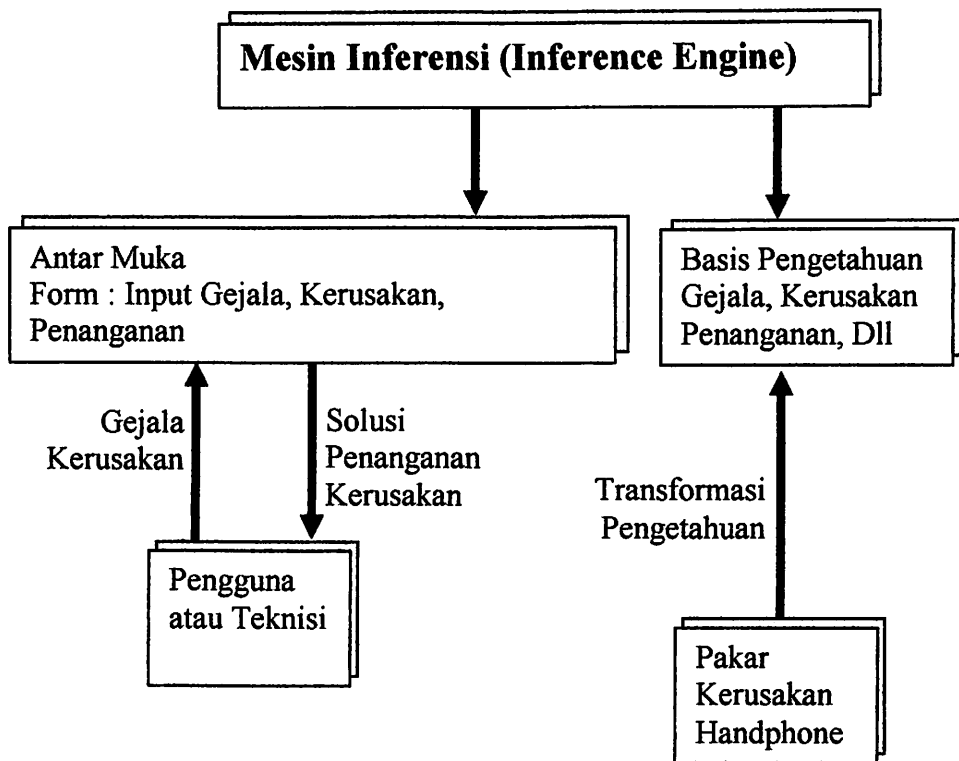 Mesin Inferensi (Inference Engine)
Antar Muka
Form : Input Gejala, Kerusakan,
Penanganan
Basis Pengetahuan
Gejala, Kerusakan
Penanganan, Dll
Gejala
Kerusakan
Solusi
Penanganan
Kerusakan
Transformasi
Pengetahuan
Pengguna
atau Teknisi
Pakar
Kerusakan
Handphone